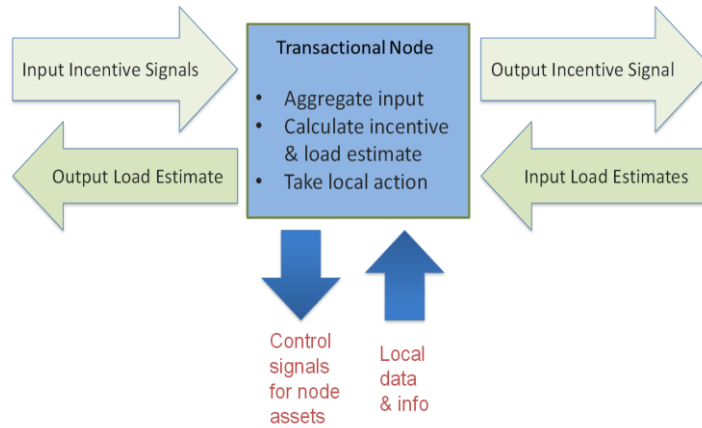 Transactional Node
Input Incentive Signals
• Aggregate input
• Calculate incentive
& load estimate
• Take local action
Output Incentive Signal
Output Load Estimate
Input Load Estimates
Control
signals
for node
assets
Local
data
& info